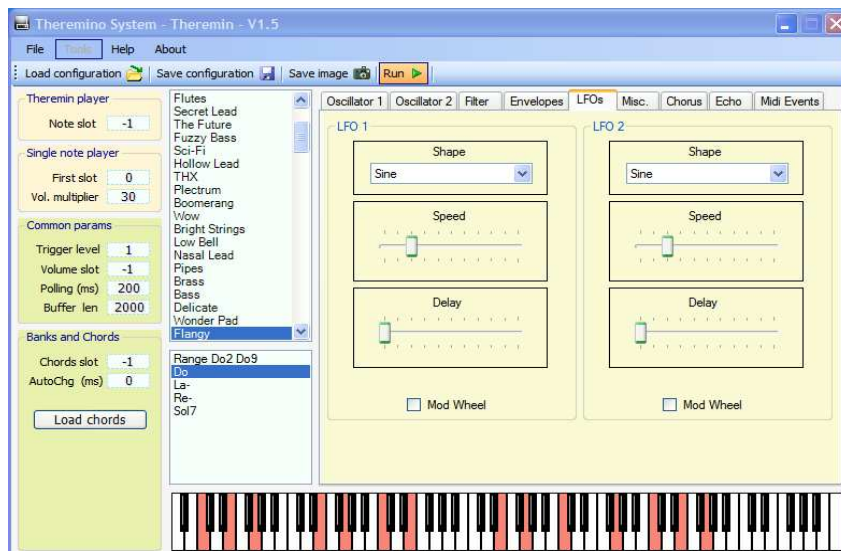 Theremino System - Theremin - V1.5
File Tools Help About
Load configuration Save configuration Save image Run
Theremin player
Note slot -1
Single note player
First slot 0
Vol. multiplier 30
Common params
Trigger level 1
Volume slot -1
Polling (ms) 200
Buffer len 2000
Banks and Chords
Chords slot -1
AutoChg (ms) 0
Load chords
Flutes
Secret Lead
The Future
Fuzzy Bass
Sci-Fi
Hollow Lead
THX
Plectrum
Boomerang
Wow
Bright Strings
Low Bell
Nasal Lead
Pipes
Brass
Bass
Delicate
Wonder Pad
Flangy
Range Do2 Do9
Do
La-
Re-
Sol7
Oscillator 1 Oscillator 2 Filter Envelopes LFOs Misc. Chorus Echo Midi Events
LFO 1
Shape
Sine
Speed
Delay
Mod Wheel
LFO 2
Shape
Sine
Speed
Delay
Mod Wheel